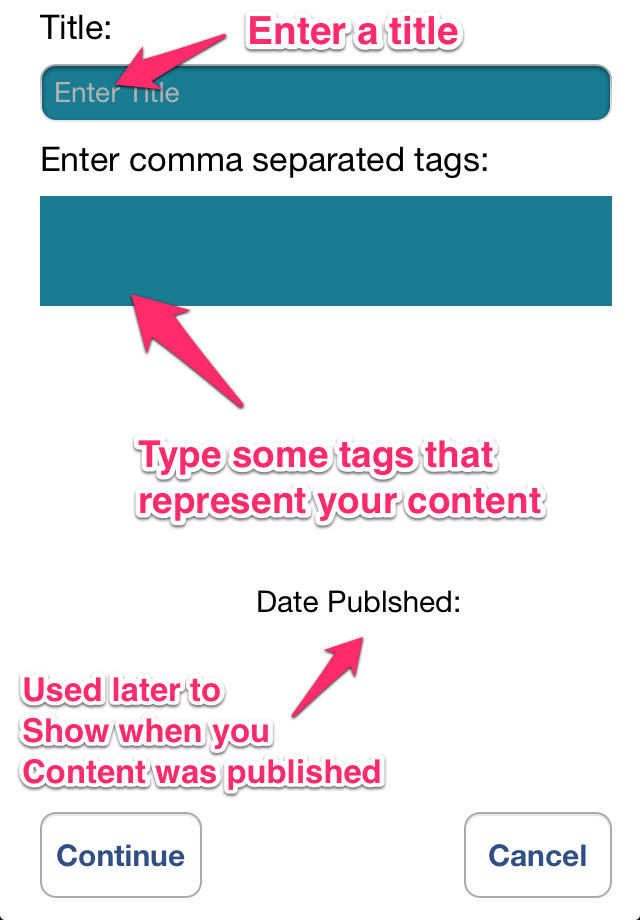 Title:
Enter a title
Enter Title
Enter comma separated tags:
Type some tags that
represent your content
Date Publshed:
Used later to
Show when you
Content was published
Continue
Cancel